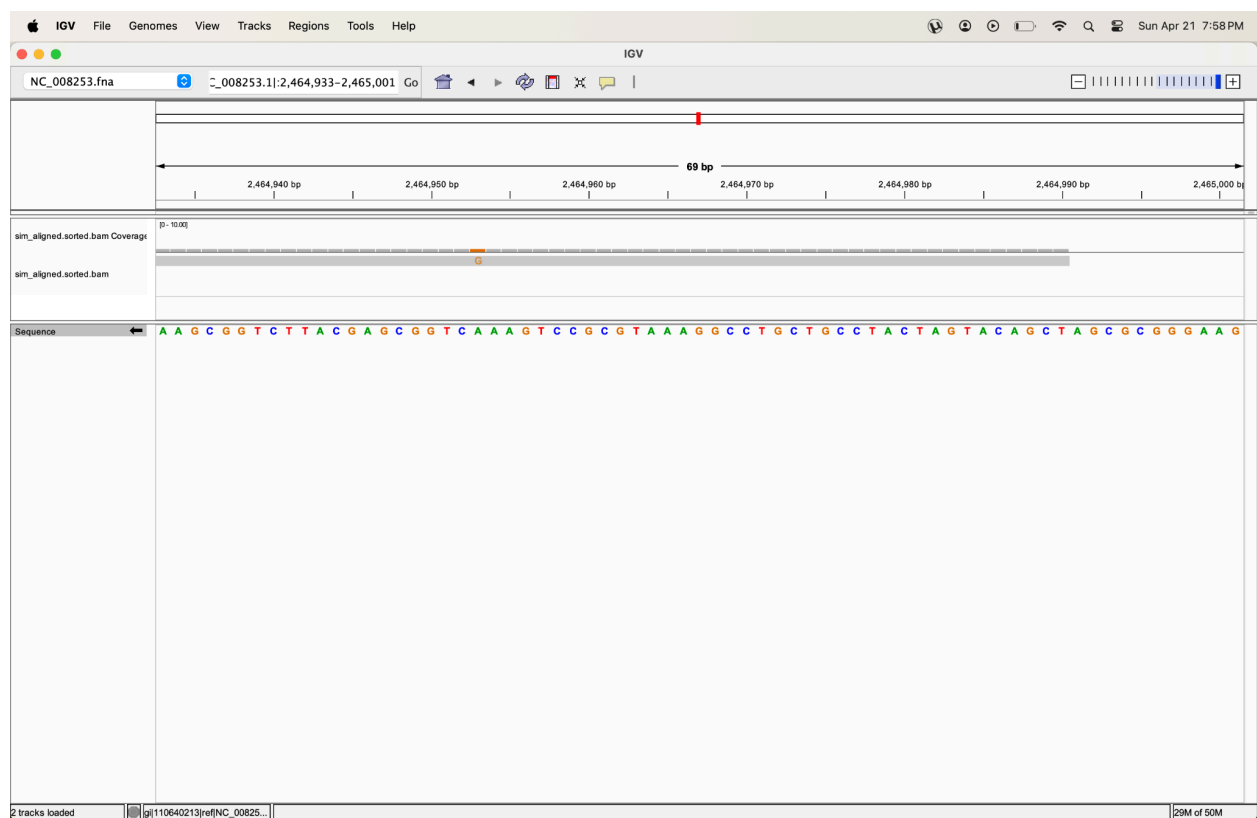 IGV File Genomes View Tracks Regions Tools Help Sun Apr 21 7:58 PM
IGV
NC_008253.fna C_008253.1|:2,464,933-2,465,001 Go
69 bp
2,464,940 bp 2,464,950 bp 2,464,960 bp 2,464,970 bp 2,464,980 bp 2,464,990 bp 2,465,000 bp
[0 - 10.00]
sim_aligned.sorted.bam Coverage
G
sim_aligned.sorted.bam
Sequence A A G C G G T C T T A C G A G C G G T C A A A G T C C G C G T A A A G G C C T G C T G C C T A C T A G T A C A G C T A G C G C G G G A A G
2 tracks loaded gi|110640213|ref|NC_00825... 29M of 50M